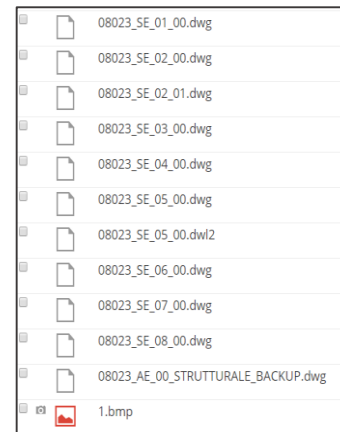 08023_SE_01_00.dwg
08023_SE_02_00.dwg
08023_SE_02_01.dwg
08023_SE_03_00.dwg
08023_SE_04_00.dwg
08023_SE_05_00.dwg
08023_SE_05_00.dwl2
08023_SE_06_00.dwg
08023_SE_07_00.dwg
08023_SE_08_00.dwg
08023_AE_00_STRUTTURALE_BACKUP.dwg
1.bmp